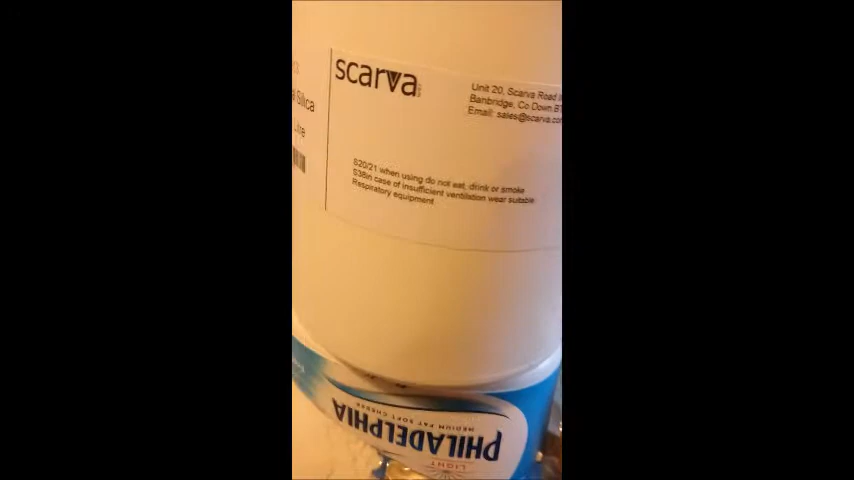 scarva
Unit 20, Scarva Road
Banbridge, Co.Down.
Email: sales@scarva.co
Silica
Litre
S20/21 when using do not eat, drink or smoke
S38in case of insufficient ventilation wear suitable
Respiratory equipment
PHILADELPHIA
MEDIUM FAT SOFT CHEESE
LIGHT